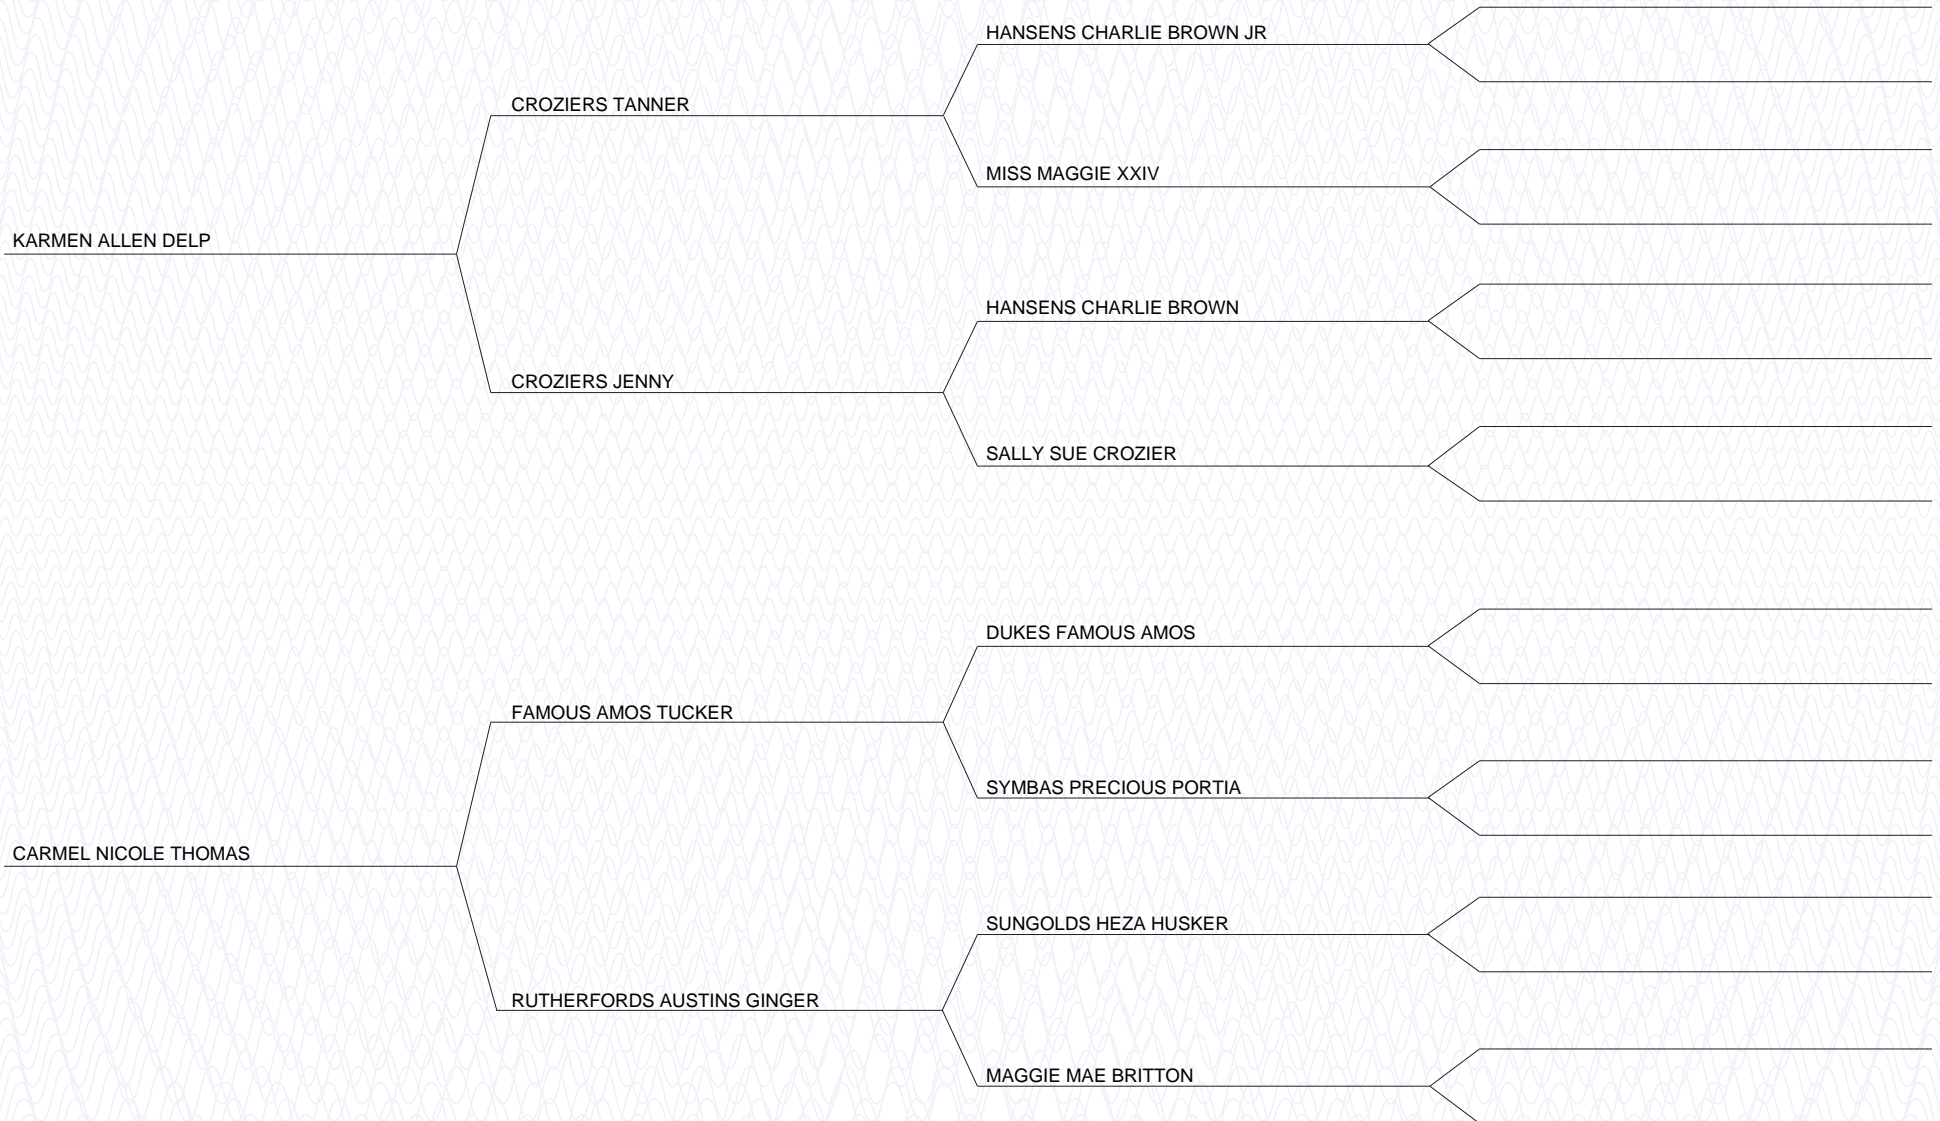 HANSENS CHARLIE BROWN JR
CROZIERS TANNER
MISS MAGGIE XXIV
KARMEN ALLEN DELP
HANSENS CHARLIE BROWN
CROZIERS JENNY
SALLY SUE CROZIER
DUKES FAMOUS AMOS
FAMOUS AMOS TUCKER
SYMBAS PRECIOUS PORTIA
CARMEL NICOLE THOMAS
SUNGOLDS HEZA HUSKER
RUTHERFORDS AUSTINS GINGER
MAGGIE MAE BRITTON